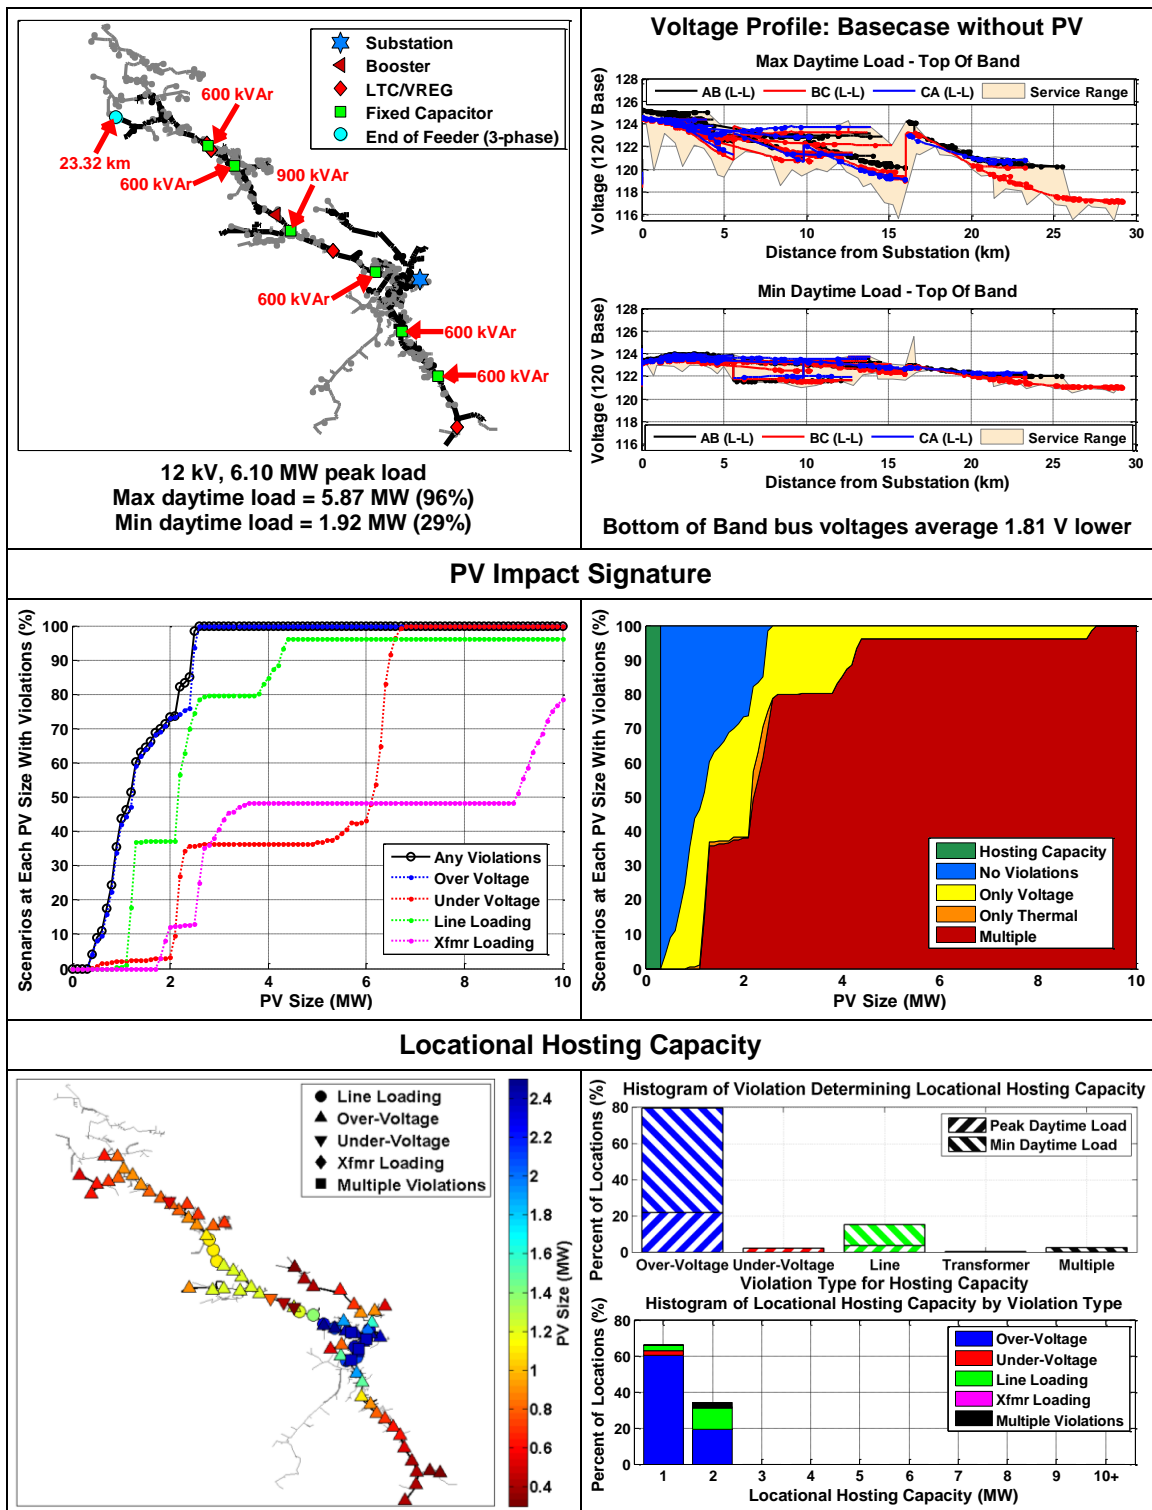 Substation
Booster
LTC/VREG
Fixed Capacitor
End of Feeder (3-phase)
600 kVAr
23.32 km
600 kVAr
900 kVAr
600 kVAr
600 kVAr
600 kVAr
12 kV, 6.10 MW peak load
Max daytime load = 5.87 MW (96%)
Min daytime load = 1.92 MW (29%)
Voltage Profile: Basecase without PV
Max Daytime Load - Top Of Band
AB (L-L) BC (L-L) CA (L-L) Service Range
Voltage (120 V Base)
128
126
124
122
120
118
116
0 5 10 15 20 25 30
Distance from Substation (km)
Min Daytime Load - Top Of Band
Voltage (120 V Base)
128
126
124
122
120
118
116
AB (L-L) BC (L-L) CA (L-L) Service Range
0 5 10 15 20 25 30
Distance from Substation (km)
Bottom of Band bus voltages average 1.81 V lower
PV Impact Signature
Scenarios at Each PV Size With Violations (%)
100
90
80
70
60
50
40
30
20
10
0
Any Violations
Over Voltage
Under Voltage
Line Loading
Xfmr Loading
0 2 4 6 8 10
PV Size (MW)
Scenarios at Each PV Size With Violations (%)
100
90
80
70
60
50
40
30
20
10
0
Hosting Capacity
No Violations
Only Voltage
Only Thermal
Multiple
0 2 4 6 8 10
PV Size (MW)
Locational Hosting Capacity
Line Loading
Over-Voltage
Under-Voltage
Xfmr Loading
Multiple Violations
2.4
2.2
2
1.8
1.6
1.4
1.2
1
0.8
0.6
0.4
PV Size (MW)
Histogram of Violation Determining Locational Hosting Capacity
Percent of Locations (%)
80
60
40
20
0
Peak Daytime Load
Min Daytime Load
Over-Voltage Under-Voltage Line Transformer Multiple
Violation Type for Hosting Capacity
Histogram of Locational Hosting Capacity by Violation Type
Percent of Locations (%)
80
60
40
20
0
Over-Voltage
Under-Voltage
Line Loading
Xfmr Loading
Multiple Violations
1 2 3 4 5 6 7 8 9 10+
Locational Hosting Capacity (MW)